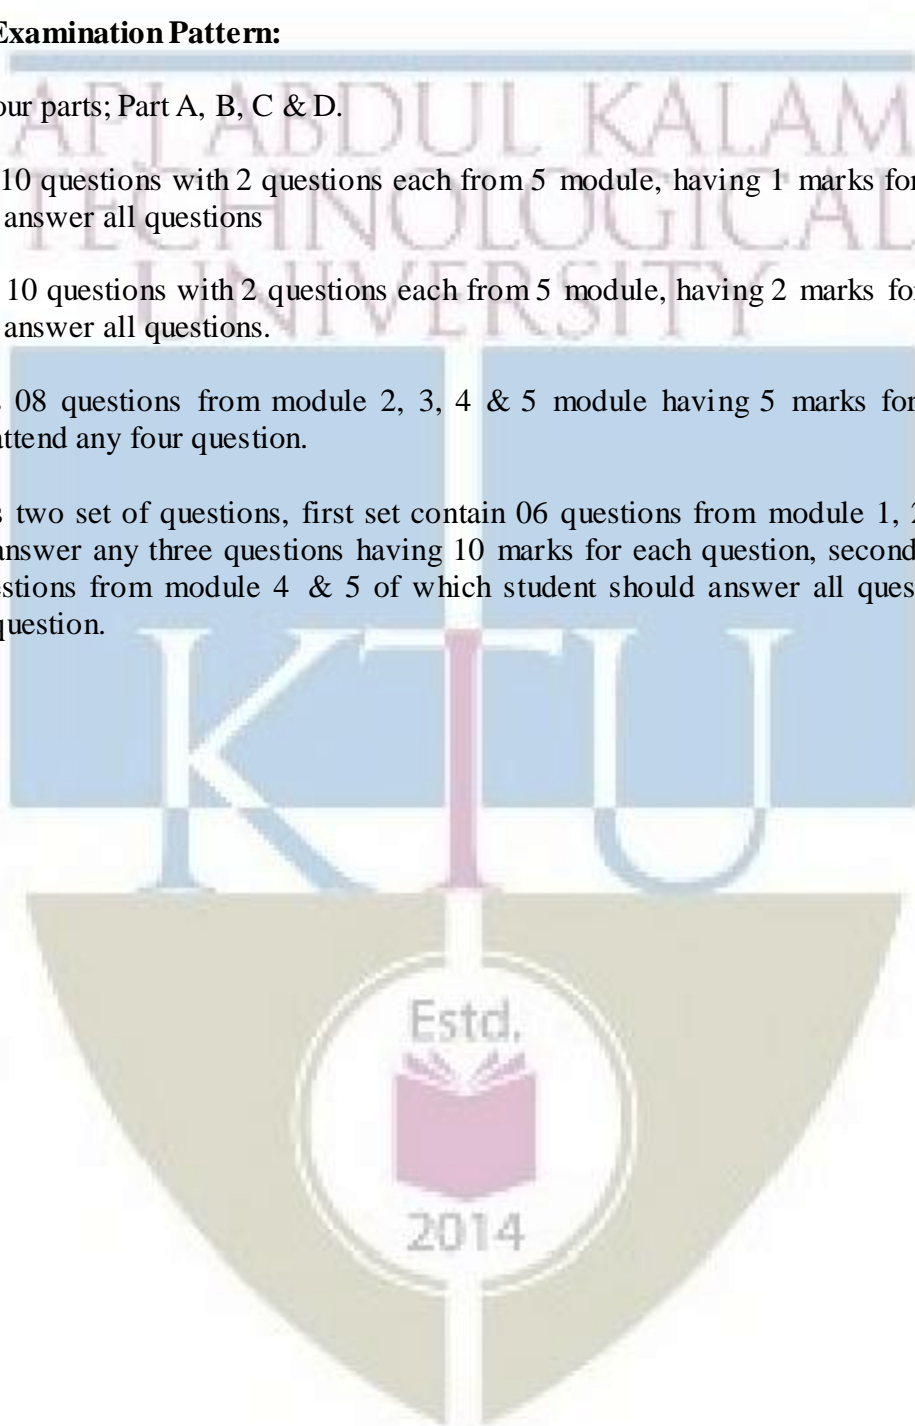 Examination Pattern:
our parts; Part A, B, C & D.
10 questions with 2 questions each from 5 module, having 1 marks for
answer all questions
10 questions with 2 questions each from 5 module, having 2 marks for
answer all questions.
s 08 questions from module 2, 3, 4 & 5 module having 5 marks for
attend any four question.
s two set of questions, first set contain 06 questions from module 1, 2
answer any three questions having 10 marks for each question, second
estions from module 4 & 5 of which student should answer all ques
question.
API ABDUL KALAM
TECHNOLOGICAL
UNIVERSITY
KTU
Estd.
2014